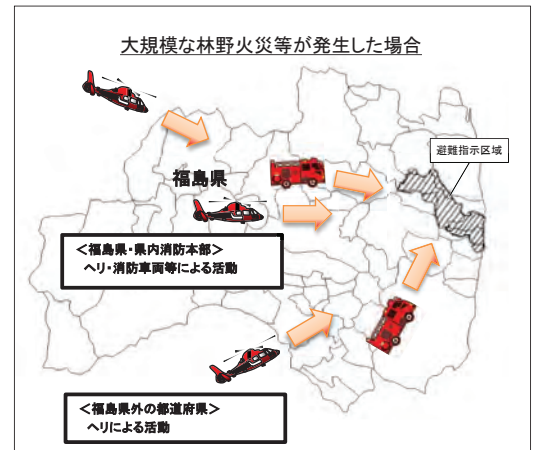 大規模な林野火災等が発生した場合
避難指示区域
福島県
＜福島県・県内消防本部＞
ヘリ・消防車両等による活動
＜福島県外の都道府県＞
ヘリによる活動